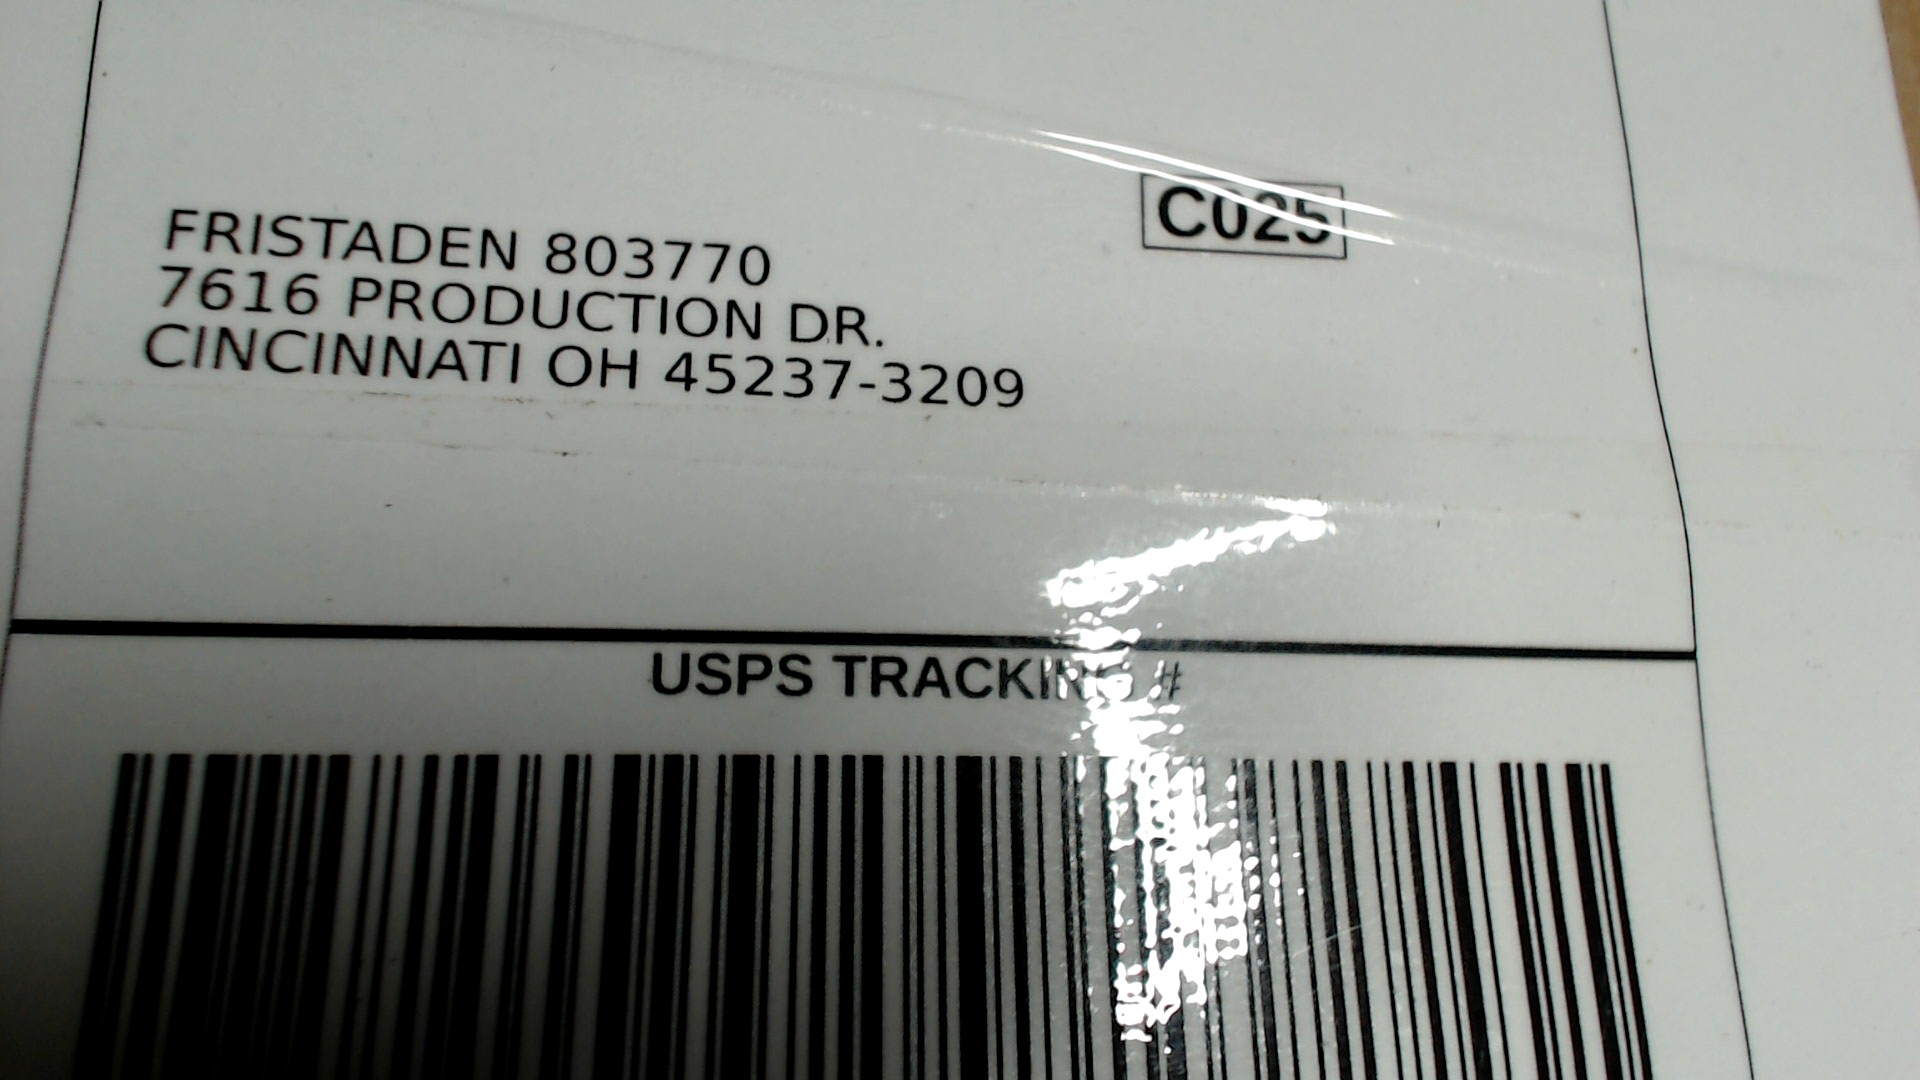 C025
FRISTADEN 803770
7616 PRODUCTION DR.
CINCINNATI OH 45237-3209
USPS TRACKING #